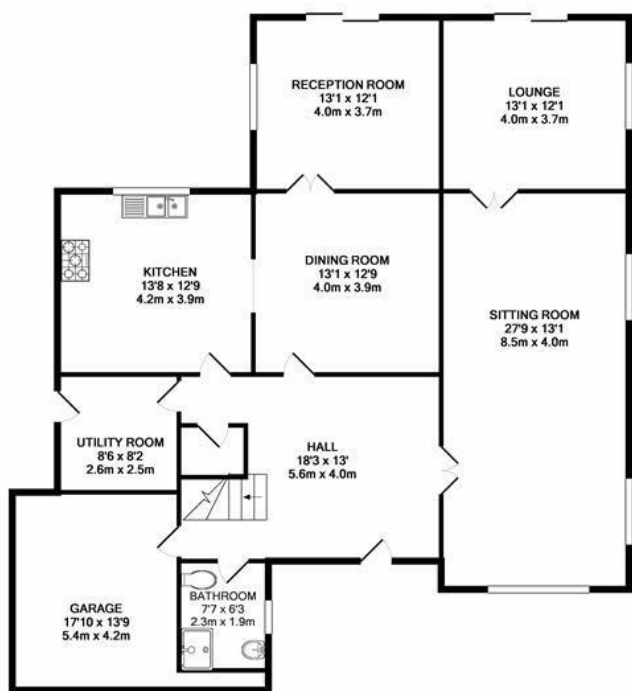 RECEPTION ROOM
13'1 x 12'1
4.0m x 3.7m
LOUNGE
13'1 x 12'1
4.0m x 3.7m
KITCHEN
13'8 x 12'9
4.2m x 3.9m
DINING ROOM
13'1 x 12'9
4.0m x 3.9m
SITTING ROOM
27'9 x 13'1
8.5m x 4.0m
UTILITY ROOM
8'6 x 8'2
2.6m x 2.5m
HALL
18'3 x 13'
5.6m x 4.0m
GARAGE
17'10 x 13'9
5.4m x 4.2m
BATHROOM
7'7 x 6'3
2.3m x 1.9m